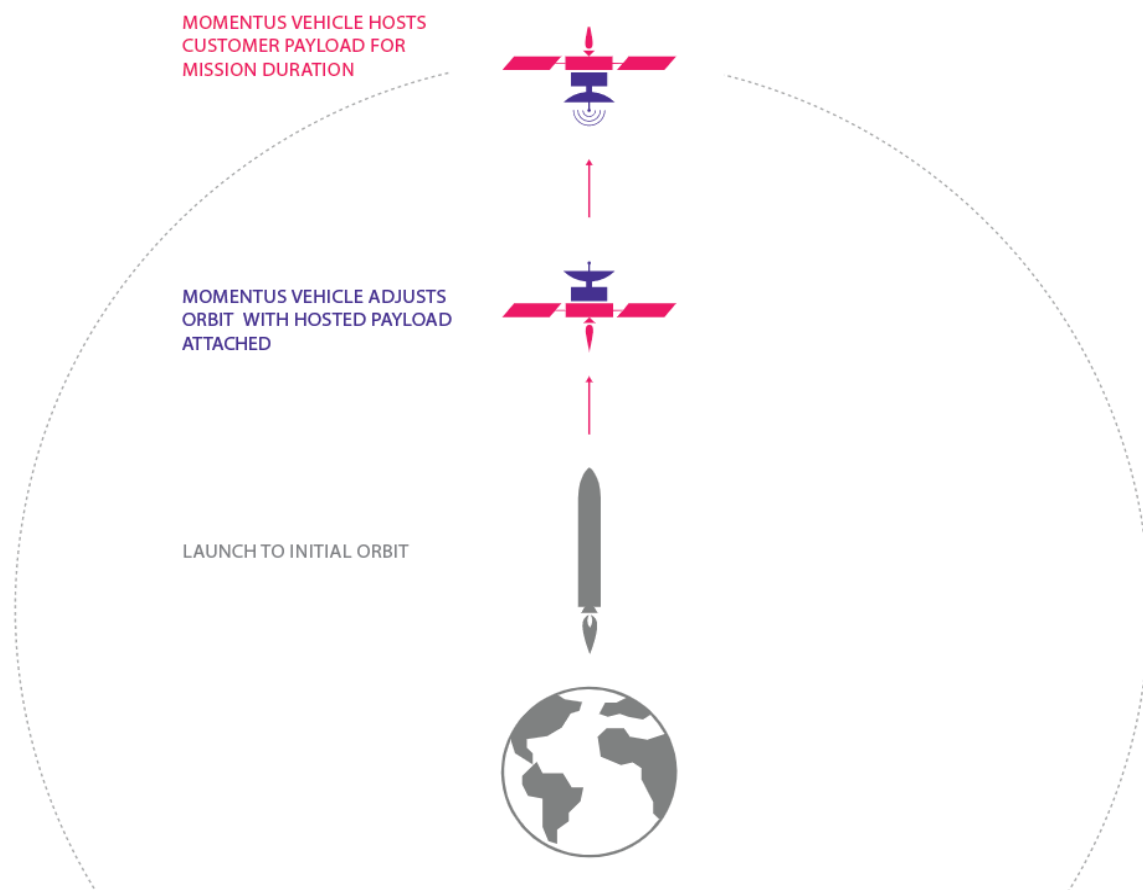 MOMENTUS VEHICLE HOSTS
CUSTOMER PAYLOAD FOR
MISSION DURATION
MOMENTUS VEHICLE ADJUSTS
ORBIT WITH HOSTED PAYLOAD
ATTACHED
LAUNCH TO INITIAL ORBIT